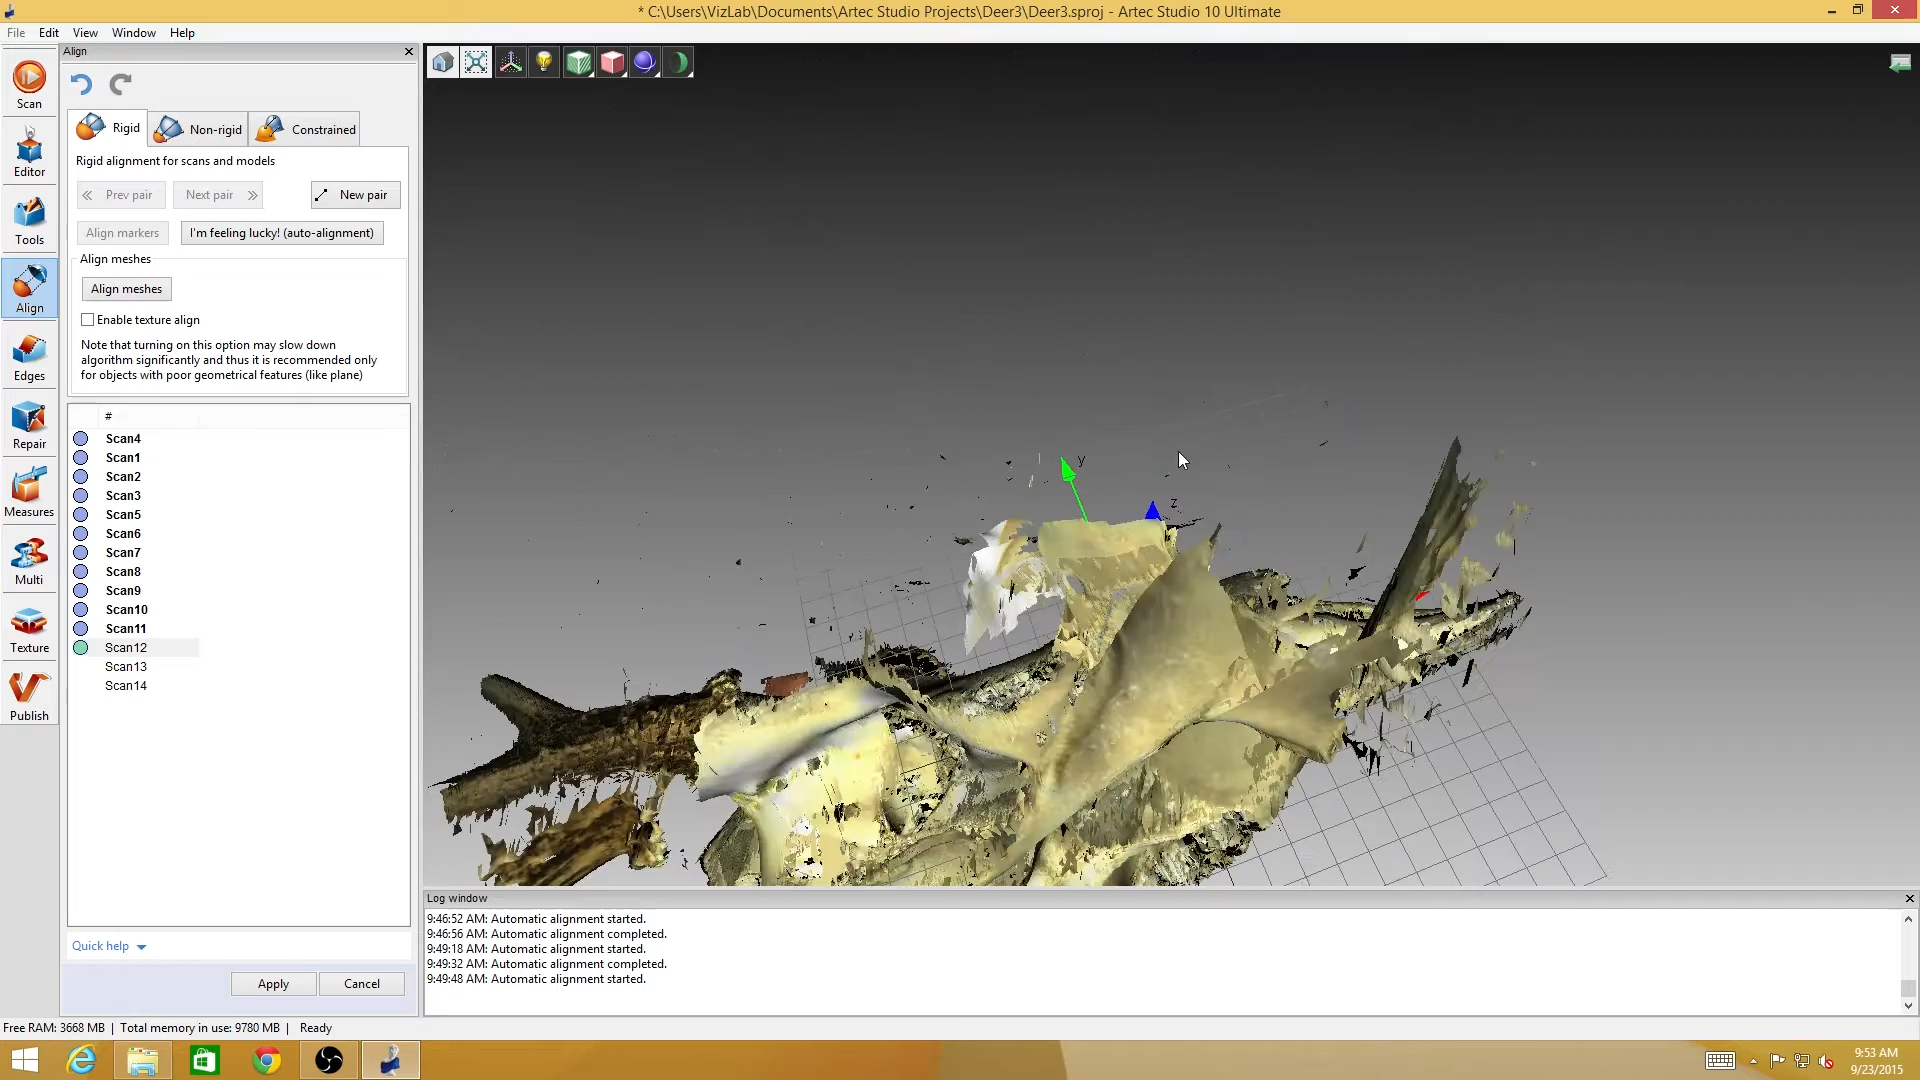 * C:\Users\VizLab\Documents\Artec Studio Projects\Deer3\Deer3.sproj - Artec Studio 10 Ultimate
File Edit View Window Help
Align
Scan
Editor
Tools
Align
Edges
Repair
Measures
Multi
Texture
Publish
Rigid
Non-rigid
Constrained
Rigid alignment for scans and models
Prev pair
Next pair
New pair
Align markers
I'm feeling lucky! (auto-alignment)
Align meshes
Align meshes
Enable texture align
Note that turning on this option may slow down
algorithm significantly and thus it is recommended only
for objects with poor geometrical features (like plane)
#
Scan4
Scan1
Scan2
Scan3
Scan5
Scan6
Scan7
Scan8
Scan9
Scan10
Scan11
Scan12
Scan13
Scan14
Quick help
Apply
Cancel
y
z
Log window
9:46:52 AM: Automatic alignment started.
9:46:56 AM: Automatic alignment completed.
9:49:18 AM: Automatic alignment started.
9:49:32 AM: Automatic alignment completed.
9:49:48 AM: Automatic alignment started.
Free RAM: 3668 MB | Total memory in use: 9780 MB | Ready
9:53 AM
9/23/2015